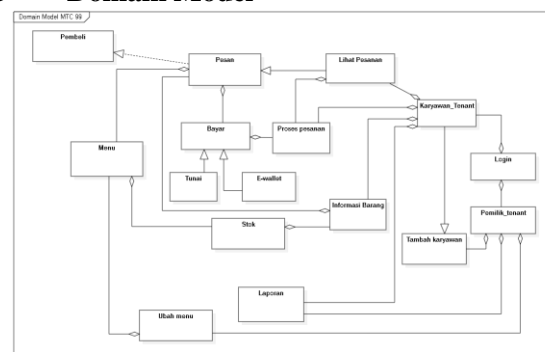 Domain Model
Domain Model MTC 99
Pembeli
Pesan
Lihat Pesanan
Karyawan_Tenant
Bayar
Proses pesanan
Menu
Login
Tunai
E-wallet
Informasi Barang
Pemilik_tenant
Stok
Tambah karyawan
Laporan
Ubah menu